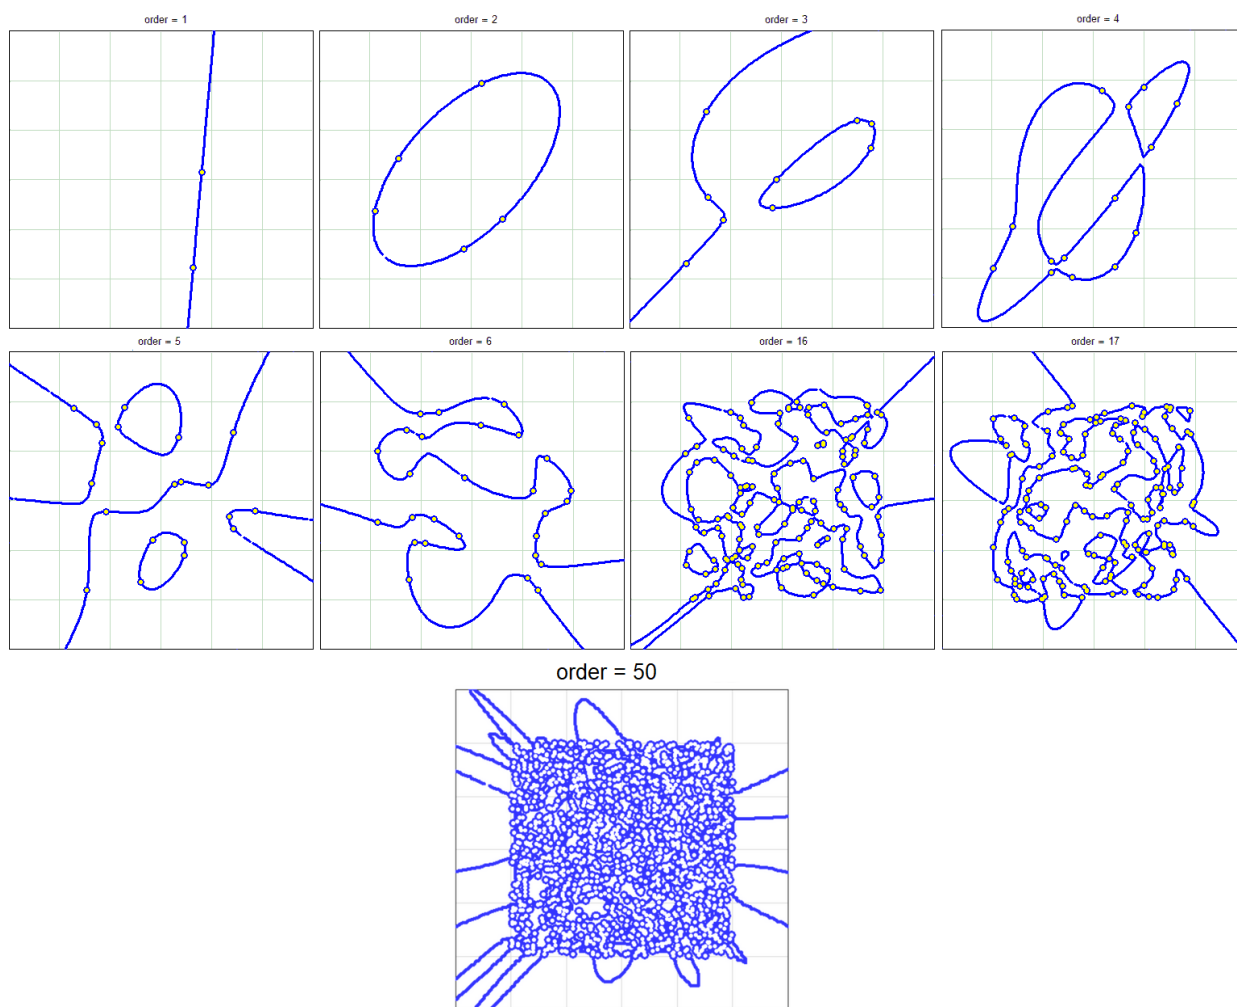 order = 1
order = 2
order = 3
order = 4
order = 5
order = 6
order = 16
order = 17
order = 50